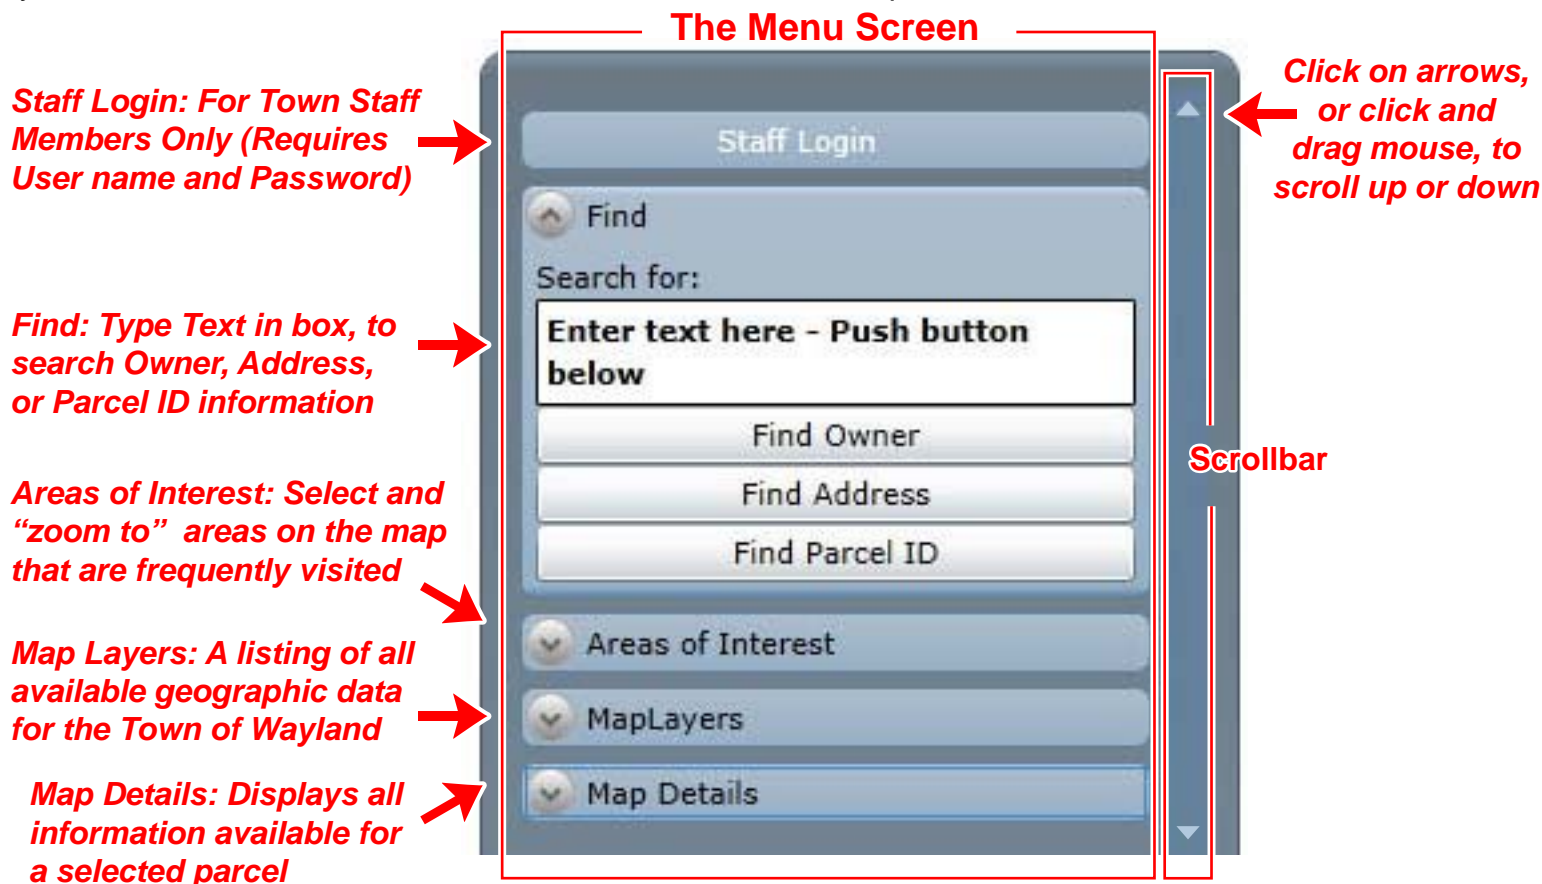 The Menu Screen
Staff Login: For Town Staff
Members Only (Requires
User name and Password)
Click on arrows,
or click and
drag mouse, to
scroll up or down
Staff Login
Find
Search for:
Find: Type Text in box, to
search Owner, Address,
or Parcel ID information
Enter text here - Push button
below
Find Owner
Find Address
Find Parcel ID
Scrollbar
Areas of Interest: Select and
“zoom to”  areas on the map
that are frequently visited
Areas of Interest
Map Layers: A listing of all
available geographic data
for the Town of Wayland
MapLayers
Map Details: Displays all
information available for
a selected parcel
Map Details